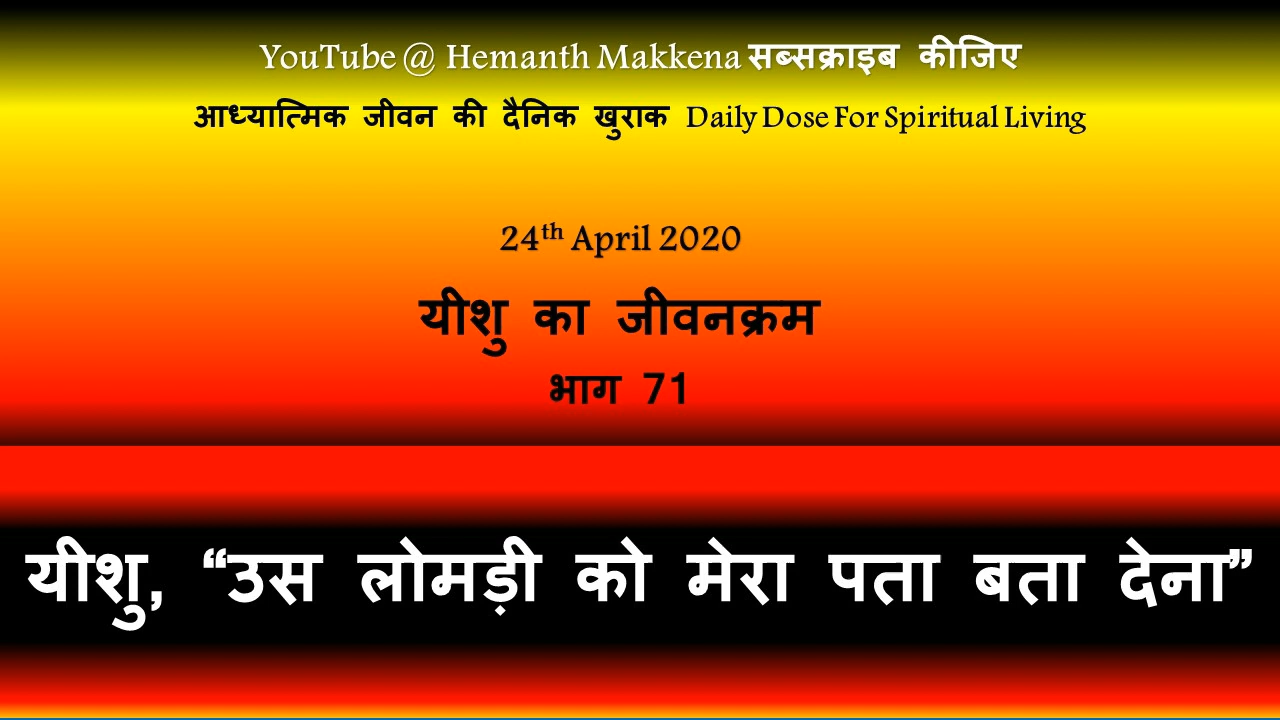 YouTube @ Hemanth Makkena सब्सक्राइब कीजिए
आध्यात्मिक जीवन की दैनिक खुराक Daily Dose For Spiritual Living
24th April 2020
यीशु का जीवनक्रम
भाग 71
यीशु, “उस लोमड़ी को मेरा पता बता देना”